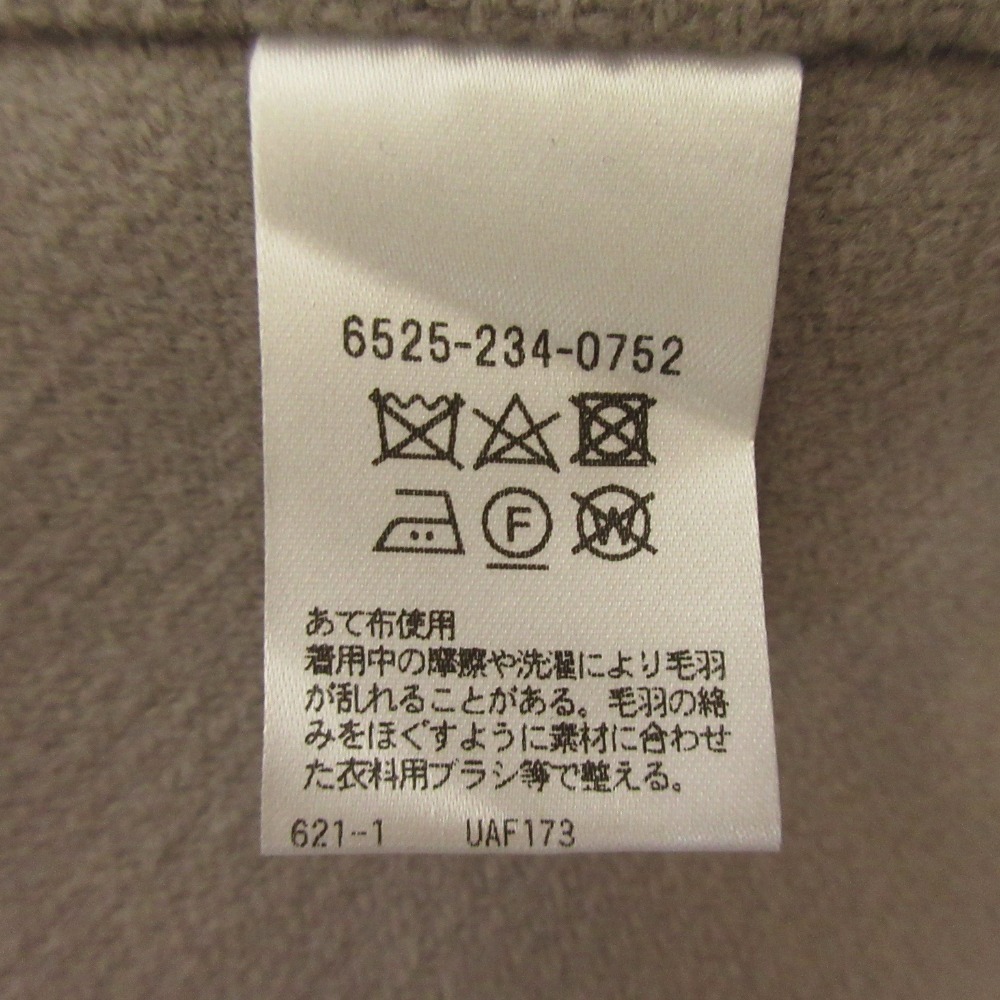 6525-234-0752
F W
あて布使用
着用中の摩擦や洗濯により毛羽
が乱れることがある。毛羽の絡
みをほぐすように素材に合わせ
た衣料用ブラシ等で整える。
621-1 UAF173